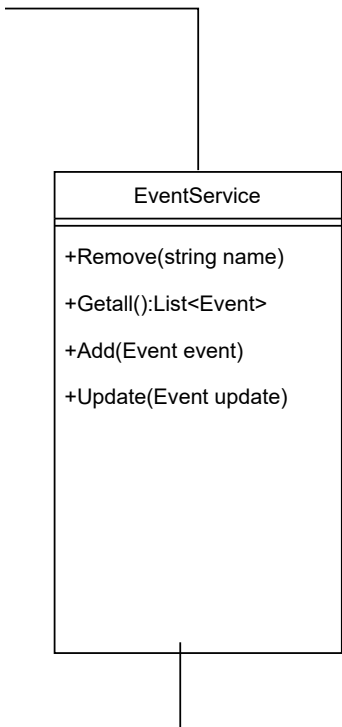 EventService
+Remove(string name)
+Getall():List<Event>
+Add(Event event)
+Update(Event update)